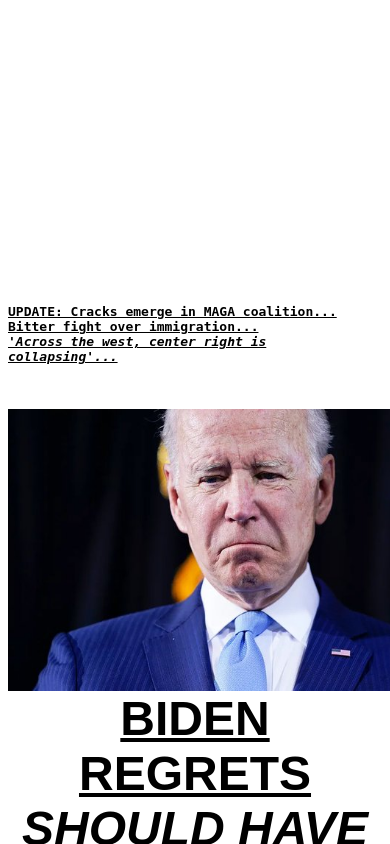 UPDATE: Cracks emerge in MAGA coalition...
Bitter fight over immigration...
'Across the west, center right is
collapsing'...
BIDEN
REGRETS
SHOULD HAVE